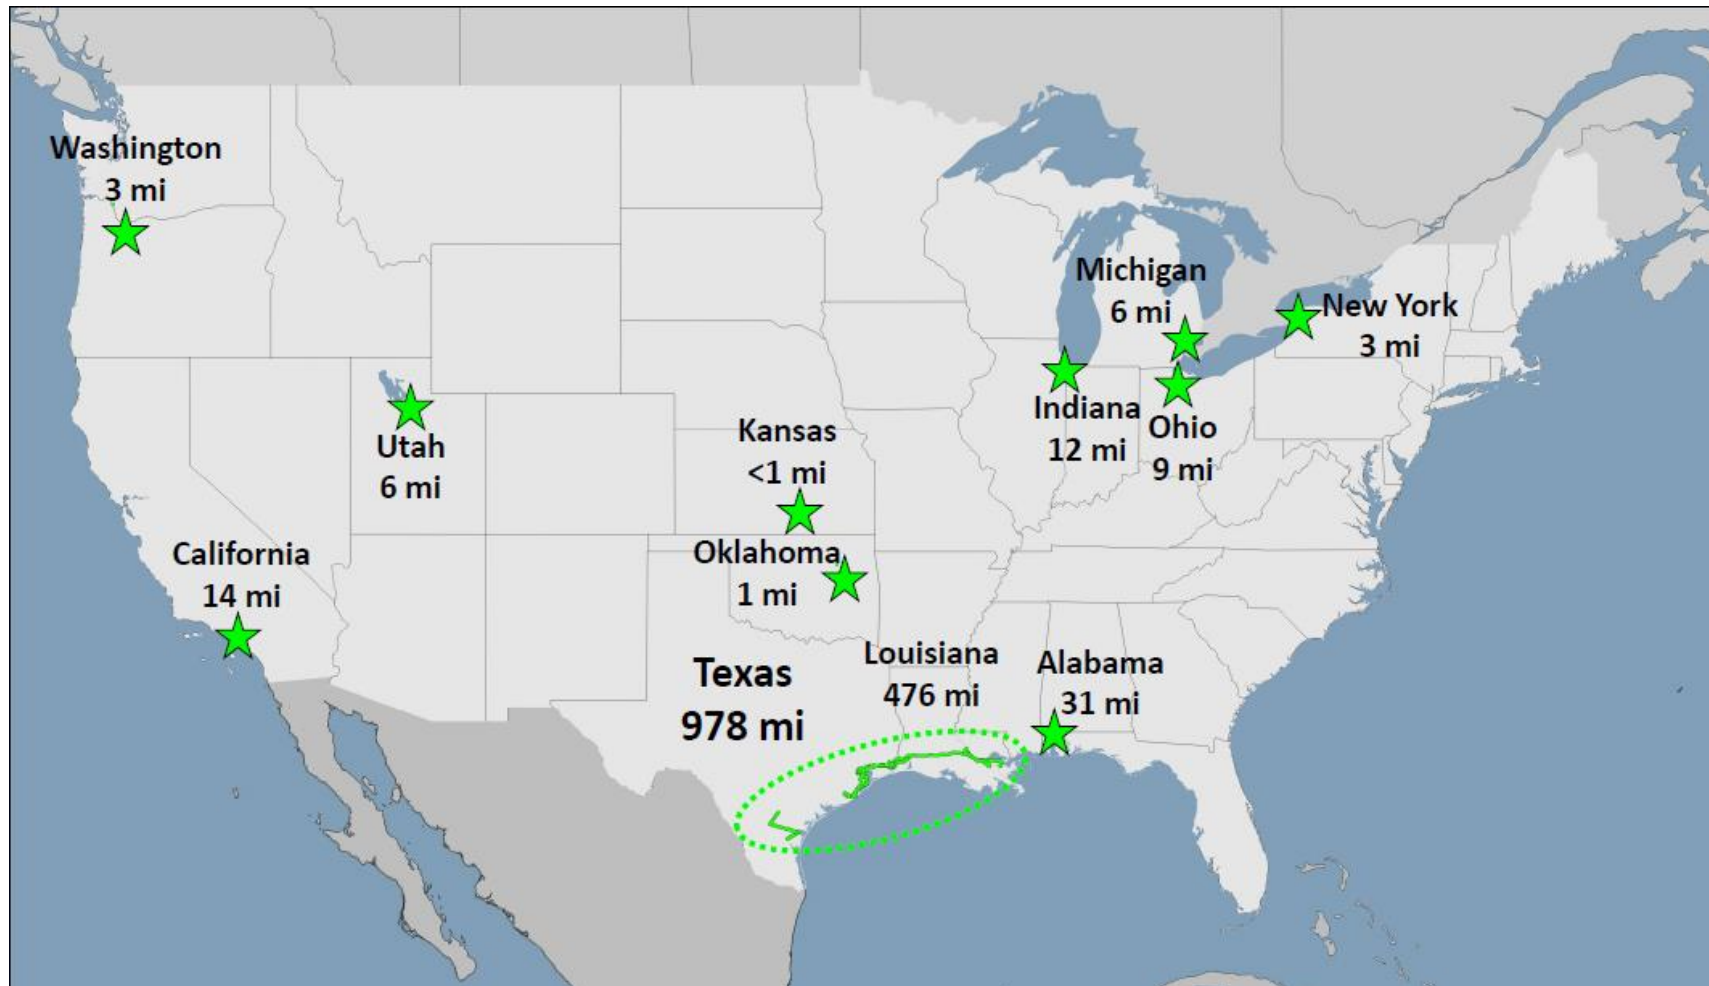 Washington
3 mi
Michigan
6 mi
New York
3 mi
Indiana
12 mi
Ohio
9 mi
Utah
6 mi
Kansas
<1 mi
California
14 mi
Oklahoma
1 mi
Texas
978 mi
Louisiana
476 mi
Alabama
31 mi